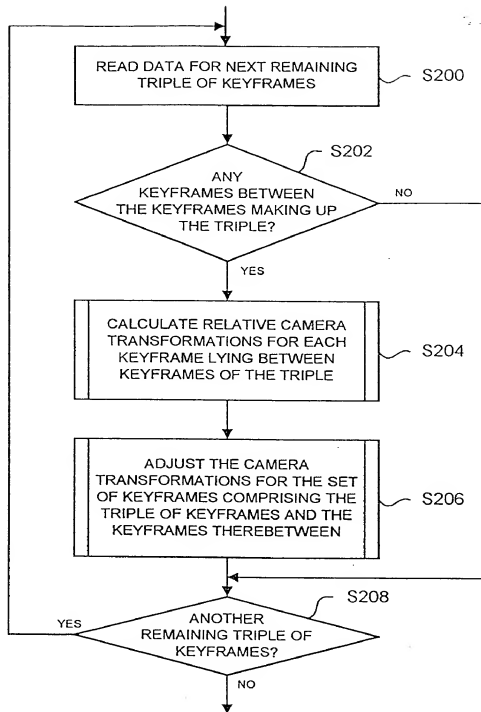 READ DATA FOR NEXT REMAINING
TRIPLE OF KEYFRAMES
S200
S202
ANY
KEYFRAMES BETWEEN
THE KEYFRAMES MAKING UP
THE TRIPLE?
NO
YES
CALCULATE RELATIVE CAMERA
TRANSFORMATIONS FOR EACH
KEYFRAME LYING BETWEEN
KEYFRAMES OF THE TRIPLE
S204
ADJUST THE CAMERA
TRANSFORMATIONS FOR THE SET
OF KEYFRAMES COMPRISING THE
TRIPLE OF KEYFRAMES AND THE
KEYFRAMES THEREBETWEEN
S206
S208
YES
ANOTHER
REMAINING TRIPLE OF
KEYFRAMES?
NO